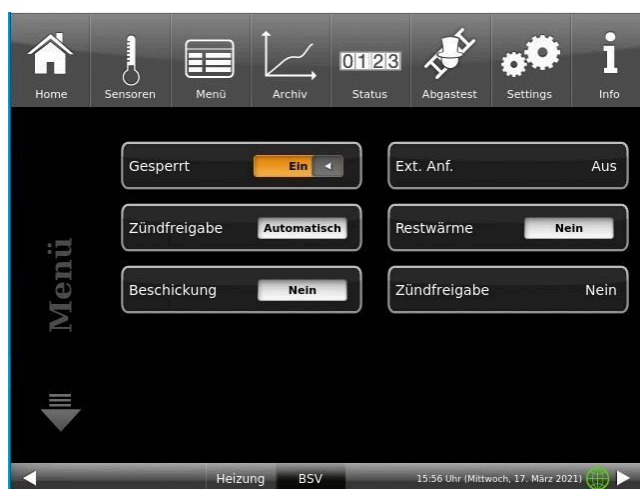 Home Sensoren Menü Archiv 0123 Status Abgastest Settings i Info
Gesperrt Ein Ext. Anf. Aus
Zündfreigabe Automatisch Restwärme Nein
Menü
Beschickung Nein Zündfreigabe Nein
Heizung BSV 15:56 Uhr (Mittwoch, 17. März 2021)